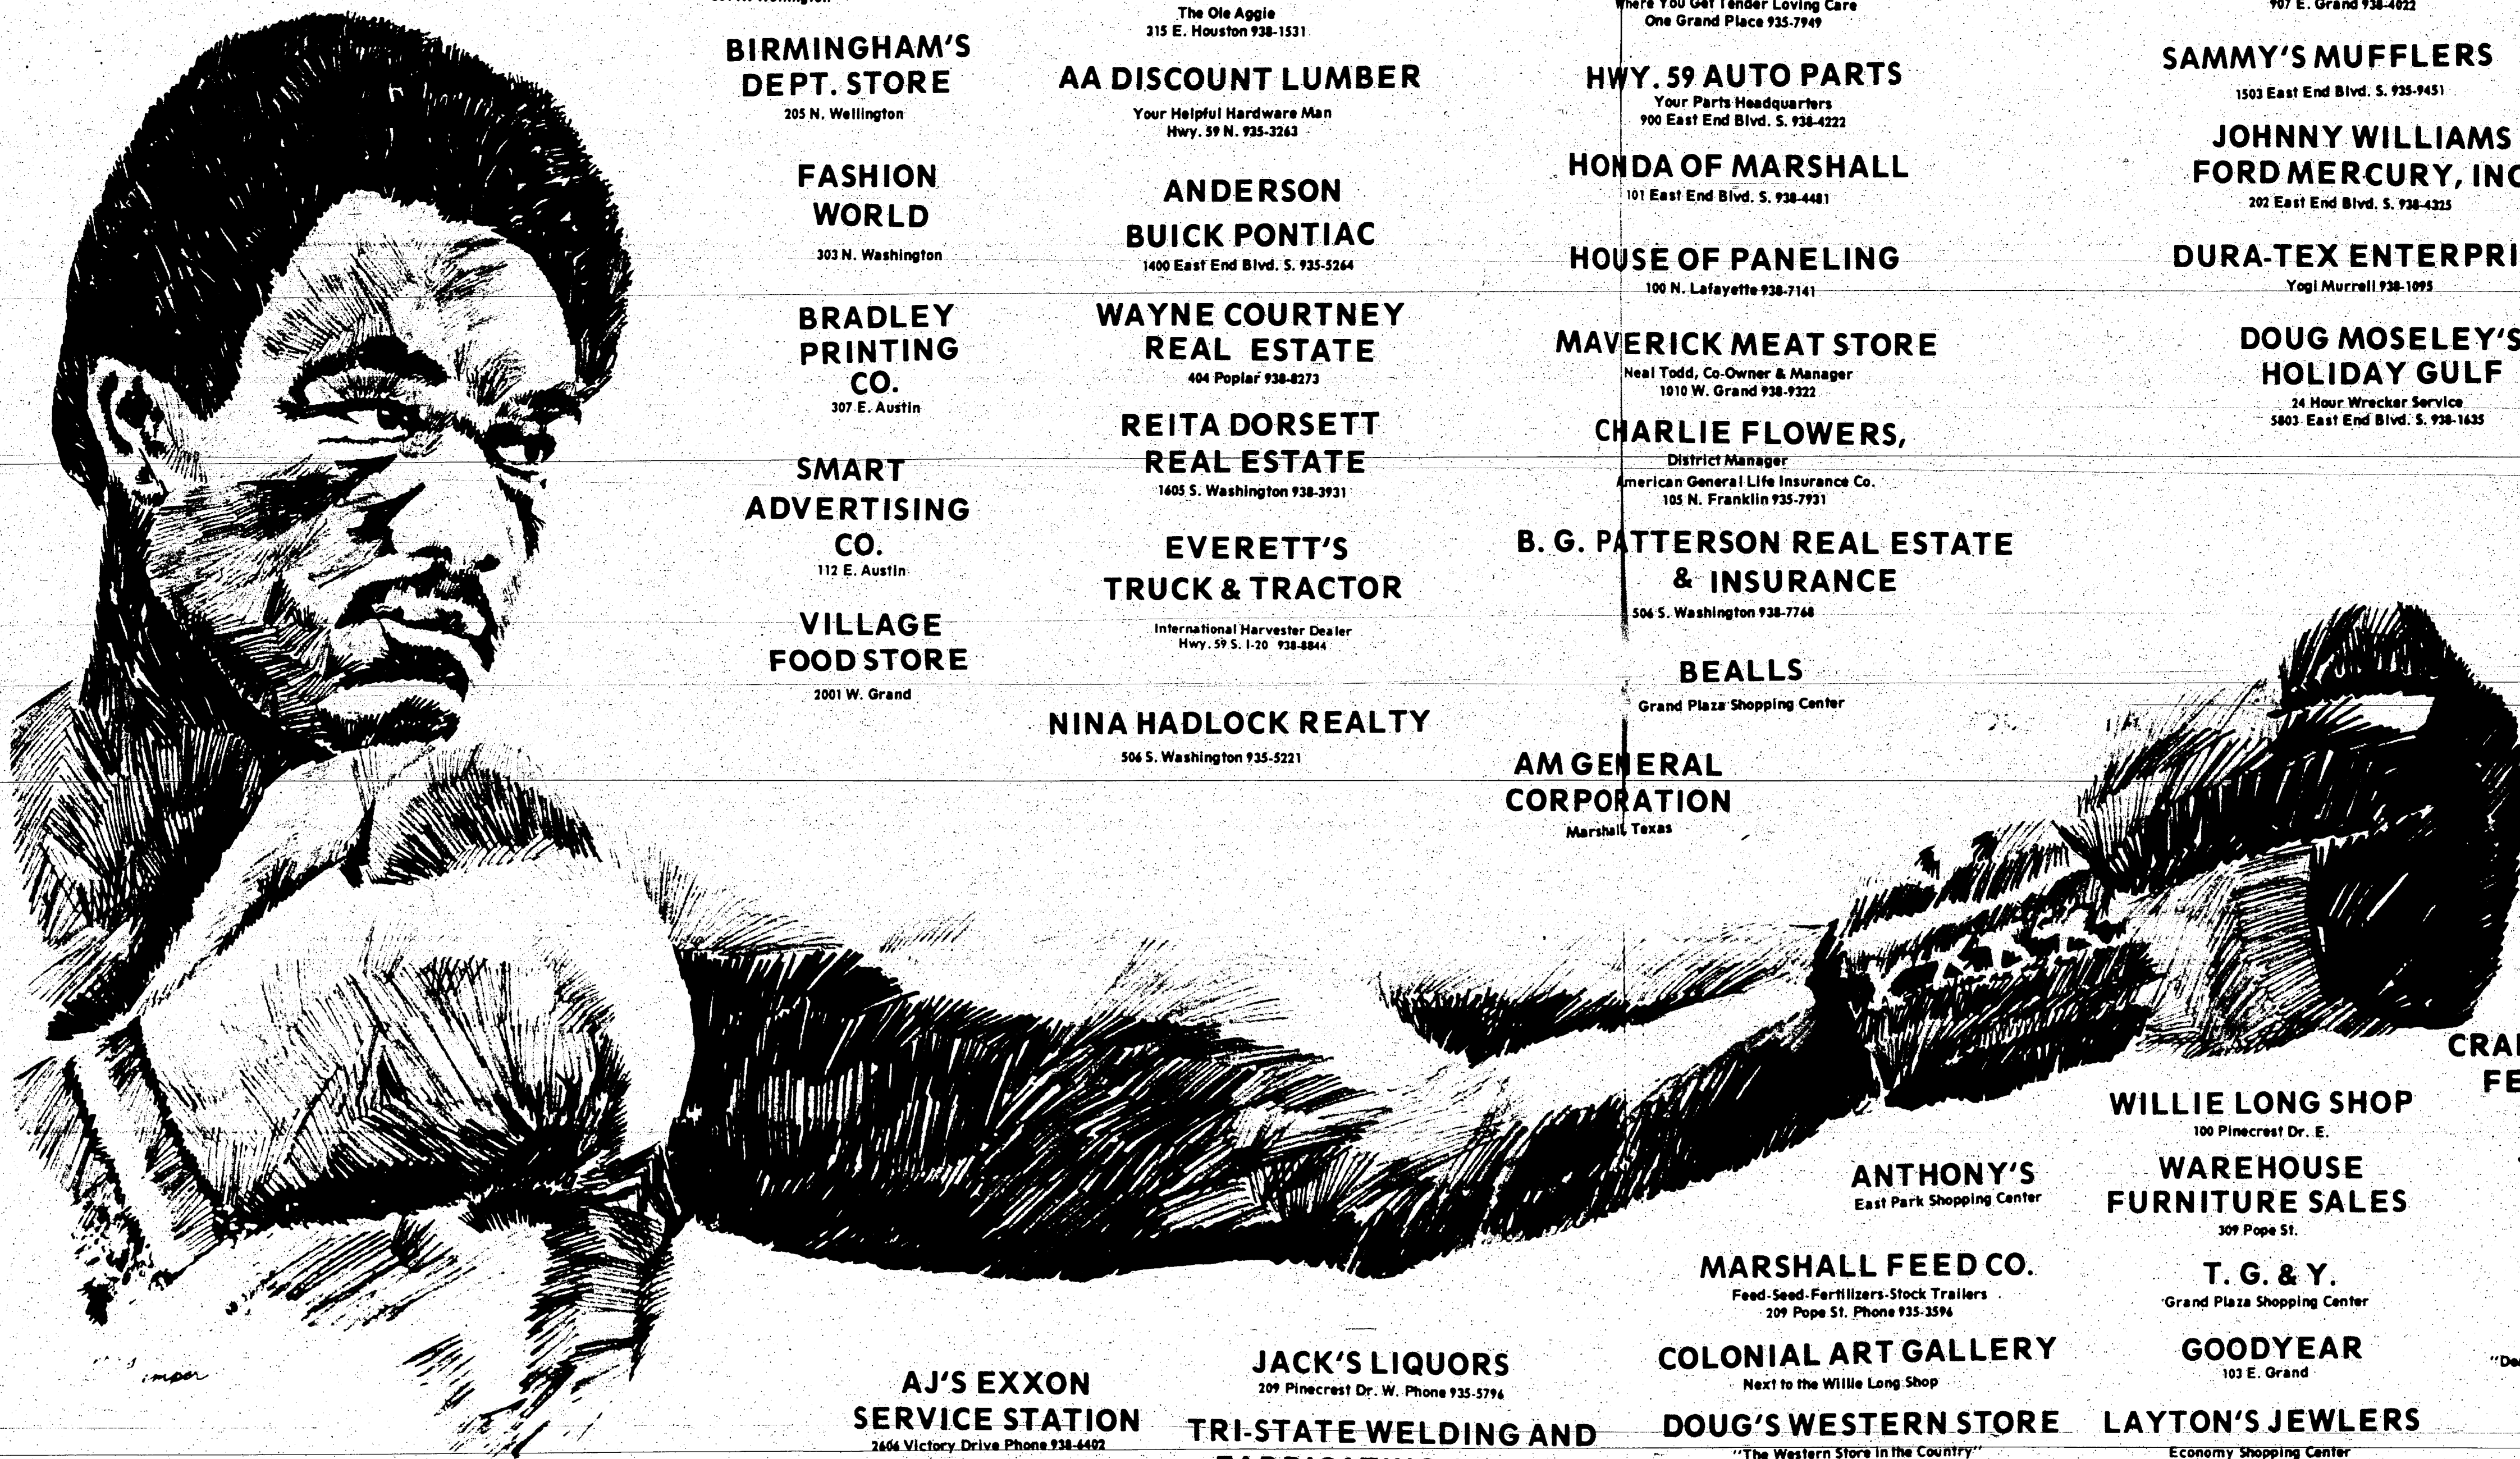 BIRMINGHAM'S
DEPT. STORE
205 N. Wellington
FASHION
WORLD
303 N. Washington
BRADLEY
PRINTING
CO.
307 E. Austin
SMART
ADVERTISING
CO.
112 E. Austin
VILLAGE
FOOD STORE
2001 W. Grand
The Ole Aggie
315 E. Houston 938-1531
AA DISCOUNT LUMBER
Your Helpful Hardware Man
Hwy. 59 N. 935-3263
ANDERSON
BUICK PONTIAC
1400 East End Blvd. S. 935-5264
WAYNE COURTNEY
REAL ESTATE
404 Poplar 938-8273
REITA DORSETT
REAL ESTATE
1605 S. Washington 938-3931
EVERETT'S
TRUCK & TRACTOR
International Harvester Dealer
Hwy. 59 S. I-20 938-8844
NINA HADLOCK REALTY
506 S. Washington 935-5221
Where You Get Tender Loving Care
One Grand Place 935-7949
HWY. 59 AUTO PARTS
Your Parts Headquarters
900 East End Blvd. S. 938-4222
HONDA OF MARSHALL
101 East End Blvd. S. 938-4481
HOUSE OF PANELING
100 N. Lafayette 938-7141
MAVERICK MEAT STORE
Neal Todd, Co-Owner & Manager
1010 W. Grand 938-9322
CHARLIE FLOWERS,
District Manager
American General Life Insurance Co.
105 N. Franklin 935-7931
B. G. PATTERSON REAL ESTATE
& INSURANCE
506 S. Washington 938-7768
BEALLS
Grand Plaza Shopping Center
AM GENERAL
CORPORATION
Marshall, Texas
907 E. Grand 938-4022
SAMMY'S MUFFLERS
1503 East End Blvd. S. 935-9451
JOHNNY WILLIAMS
FORD MERCURY, INC
202 East End Blvd. S. 938-4325
DURA-TEX ENTERPRI
Yogi Murrell 938-1095
DOUG MOSELEY'S
HOLIDAY GULF
24 Hour Wrecker Service
5803 East End Blvd. S. 938-1635
CRA
FE
WILLIE LONG SHOP
100 Pinecrest Dr. E.
WAREHOUSE
FURNITURE SALES
309 Pope St.
T. G. & Y.
Grand Plaza Shopping Center
GOODYEAR
103 E. Grand
LAYTON'S JEWLERS
Economy Shopping Center
ANTHONY'S
East Park Shopping Center
MARSHALL FEED CO.
Feed-Seed-Fertilizers-Stock Trailers
209 Pope St. Phone 935-3596
COLONIAL ART GALLERY
Next to the Willie Long Shop
DOUG'S WESTERN STORE
"The Western Store in the Country"
JACK'S LIQUORS
209 Pinecrest Dr. W. Phone 935-5796
TRI-STATE WELDING AND
AJ'S EXXON
SERVICE STATION
2606 Victory Drive Phone 938-6402